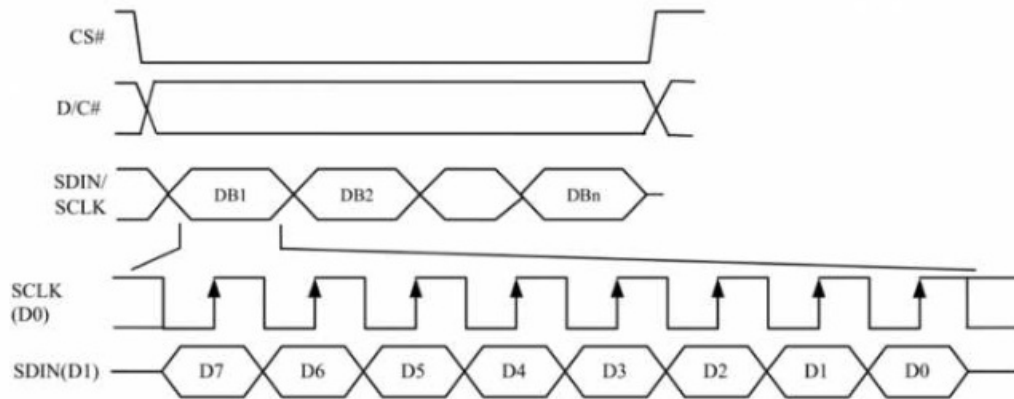 CS#
D/C#
SDIN/
SCLK
DB1 DB2 DBn
SCLK
(D0)
SDIN(D1) D7 D6 D5 D4 D3 D2 D1 D0